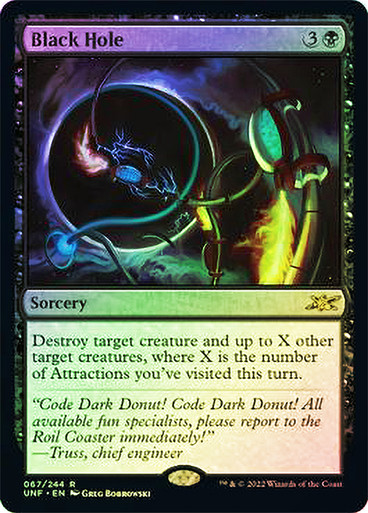 Black Hole 3
Sorcery
Destroy target creature and up to X other
target creatures, where X is the number
of Attractions you've visited this turn.
“Code Dark Donut! Code Dark Donut! All
available fun specialists, please report to the
Roil Coaster immediately!”
—Truss, chief engineer
067/244 R
UNF • EN Greg Bobrowski
™ & © 2022 Wizards of the Coast